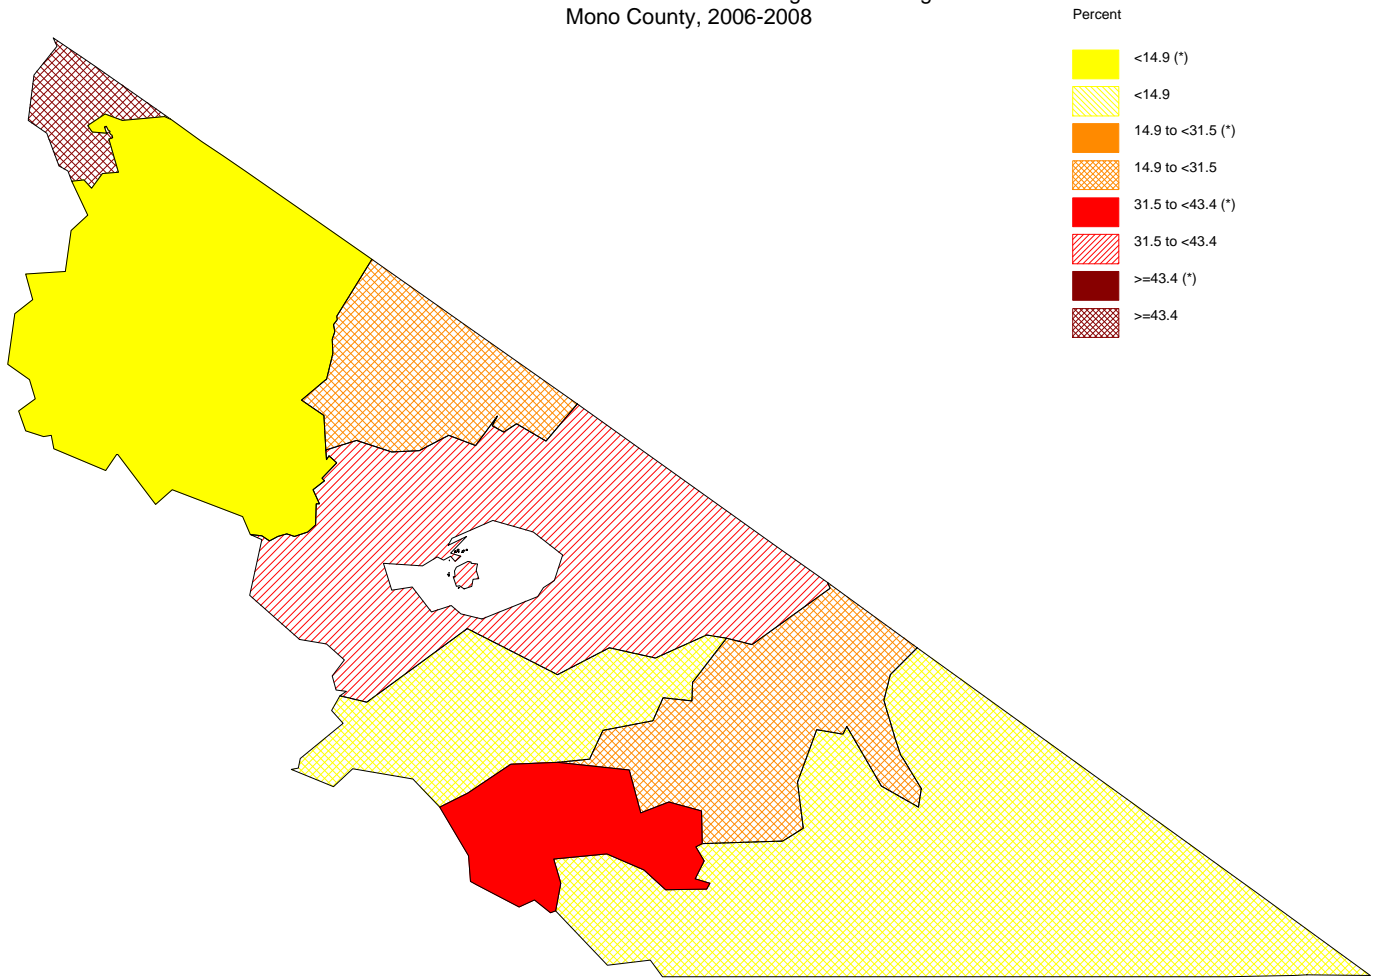 Mono County, 2006-2008
Percent
<14.9 (*)
<14.9
14.9 to <31.5 (*)
14.9 to <31.5
31.5 to <43.4 (*)
31.5 to <43.4
>=43.4 (*)
>=43.4